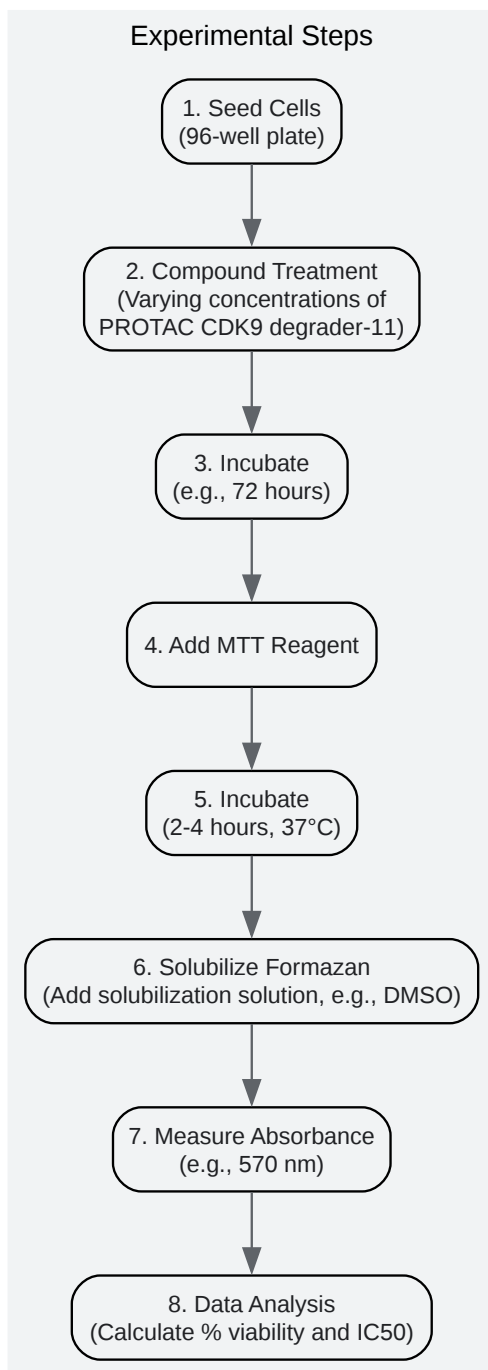 Experimental Steps
1. Seed Cells
(96-well plate)
2. Compound Treatment
(Varying concentrations of
PROTAC CDK9 degrader-11)
3. Incubate
(e.g., 72 hours)
4. Add MTT Reagent
5. Incubate
(2-4 hours, 37°C)
6. Solubilize Formazan
(Add solubilization solution, e.g., DMSO)
7. Measure Absorbance
(e.g., 570 nm)
8. Data Analysis
(Calculate % viability and IC50)